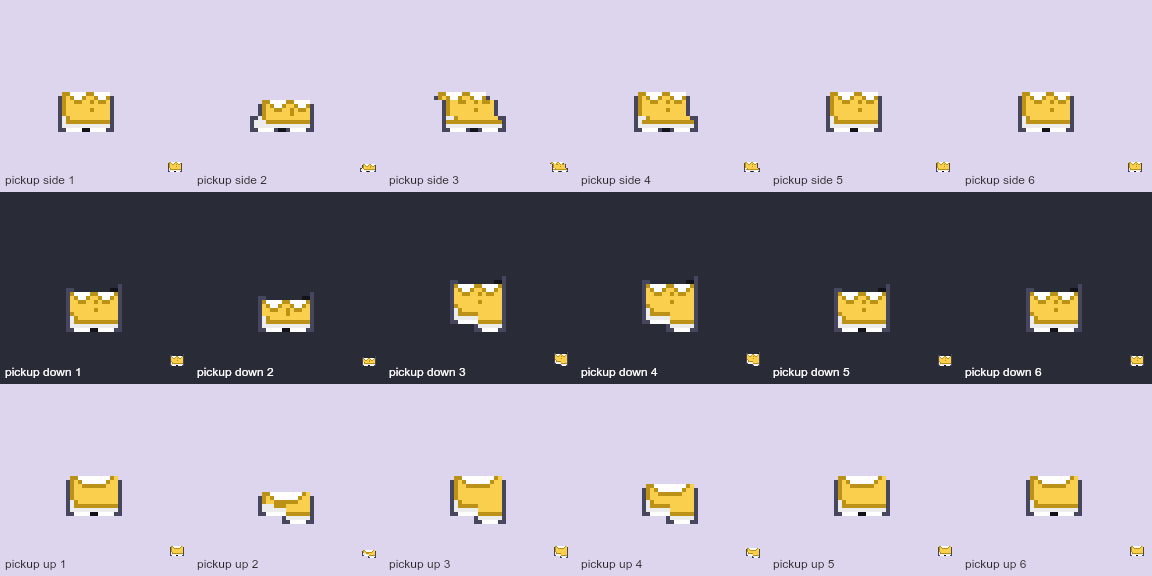 pickup side 1
pickup side 2
pickup side 3
pickup side 4
pickup side 5
pickup side 6
pickup down 1
pickup down 2
pickup down 3
pickup down 4
pickup down 5
pickup down 6
pickup up 1
pickup up 2
pickup up 3
pickup up 4
pickup up 5
pickup up 6